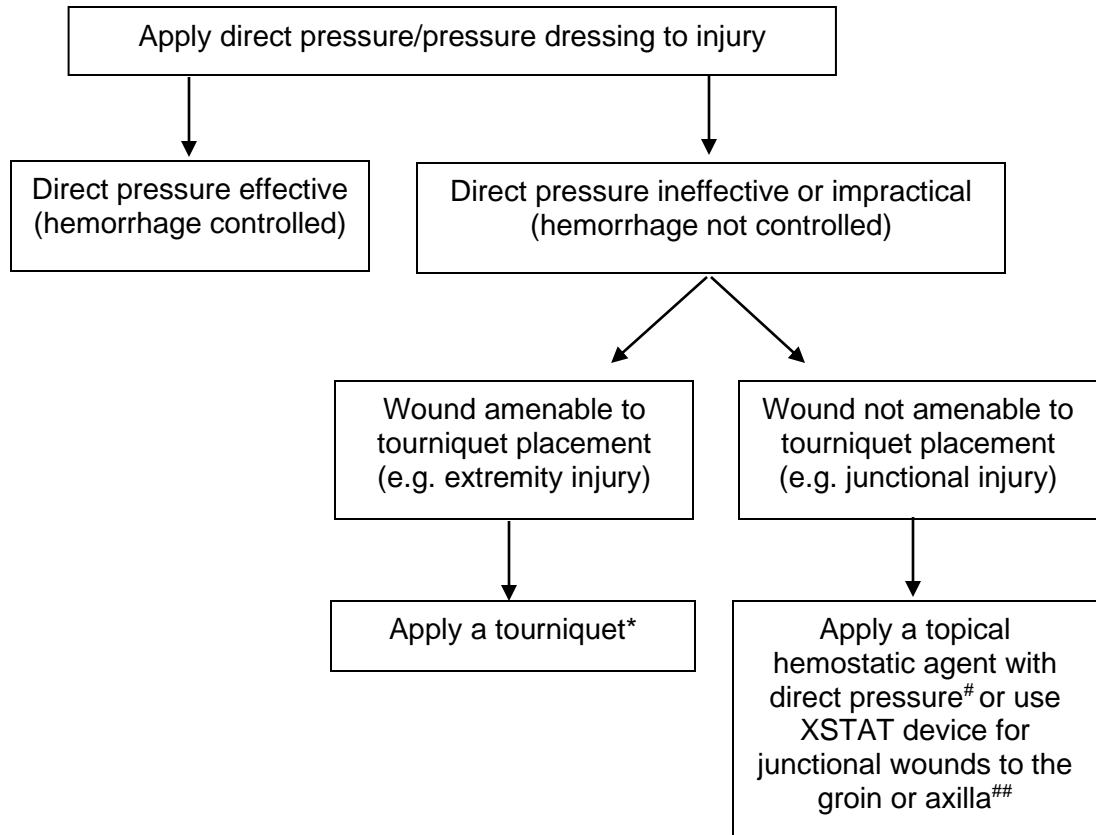 Apply direct pressure/pressure dressing to injury
Direct pressure effective
(hemorrhage controlled)
Direct pressure ineffective or impractical
(hemorrhage not controlled)
Wound amenable to
tourniquet placement
(e.g. extremity injury)
Wound not amenable to
tourniquet placement
(e.g. junctional injury)
Apply a tourniquet*
Apply a topical
hemostatic agent with
direct pressure# or use
XSTAT device for
junctional wounds to the
groin or axilla##